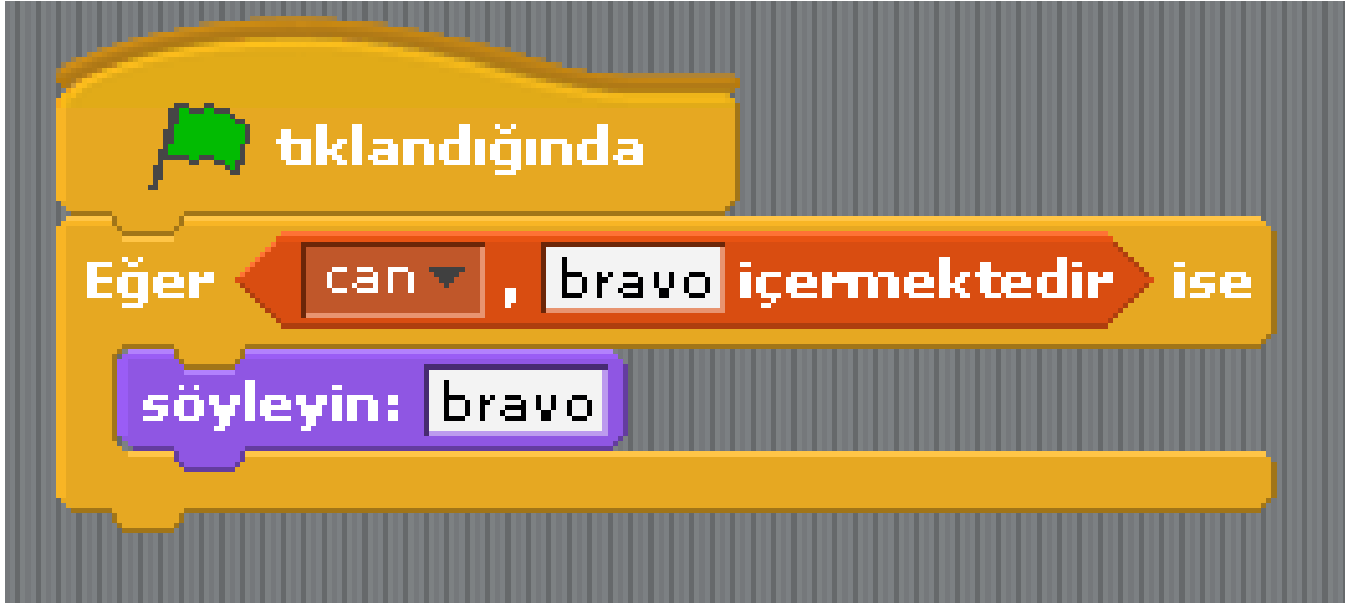 tıklandığında
Eğer can , bravo içermektedir ise
söyleyin: bravo